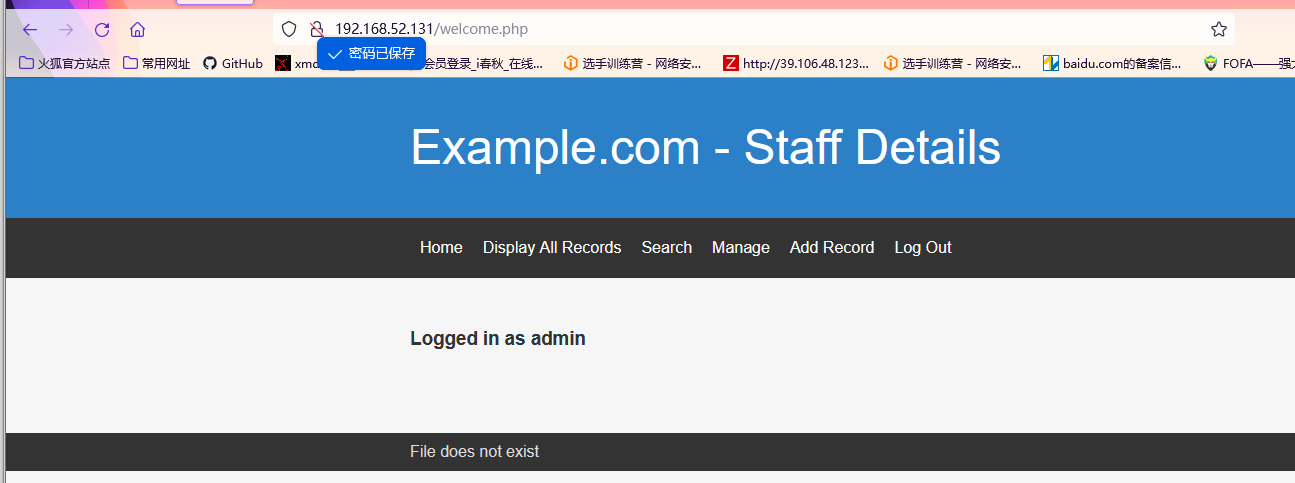 192.168.52.131/welcome.php
密码已保存
火狐官方站点 常用网址 GitHub 会员登录_i春秋_在线... 选手训练营 - 网络安... http://39.106.48.123... 选手训练营 - 网络安... baidu.com的备案信... FOFA——强
Example.com - Staff Details
Home Display All Records Search Manage Add Record Log Out
Logged in as admin
File does not exist